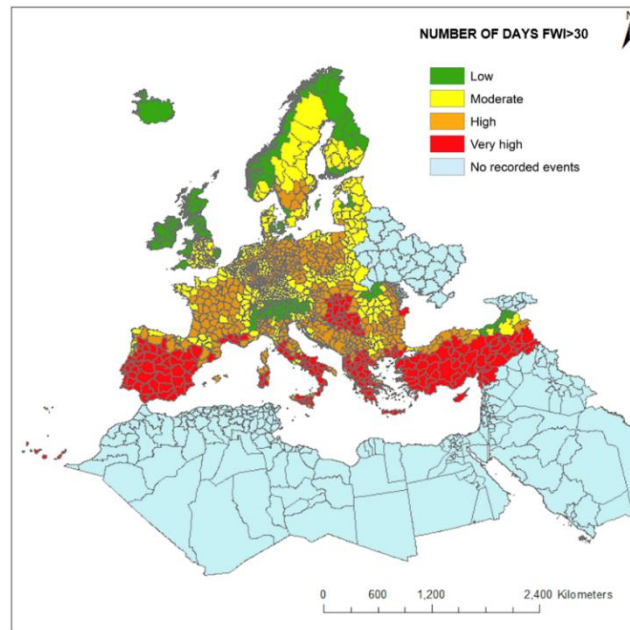 N
NUMBER OF DAYS FWI>30
Low
Moderate
High
Very high
No recorded events
0 600 1,200 2,400 Kilometers